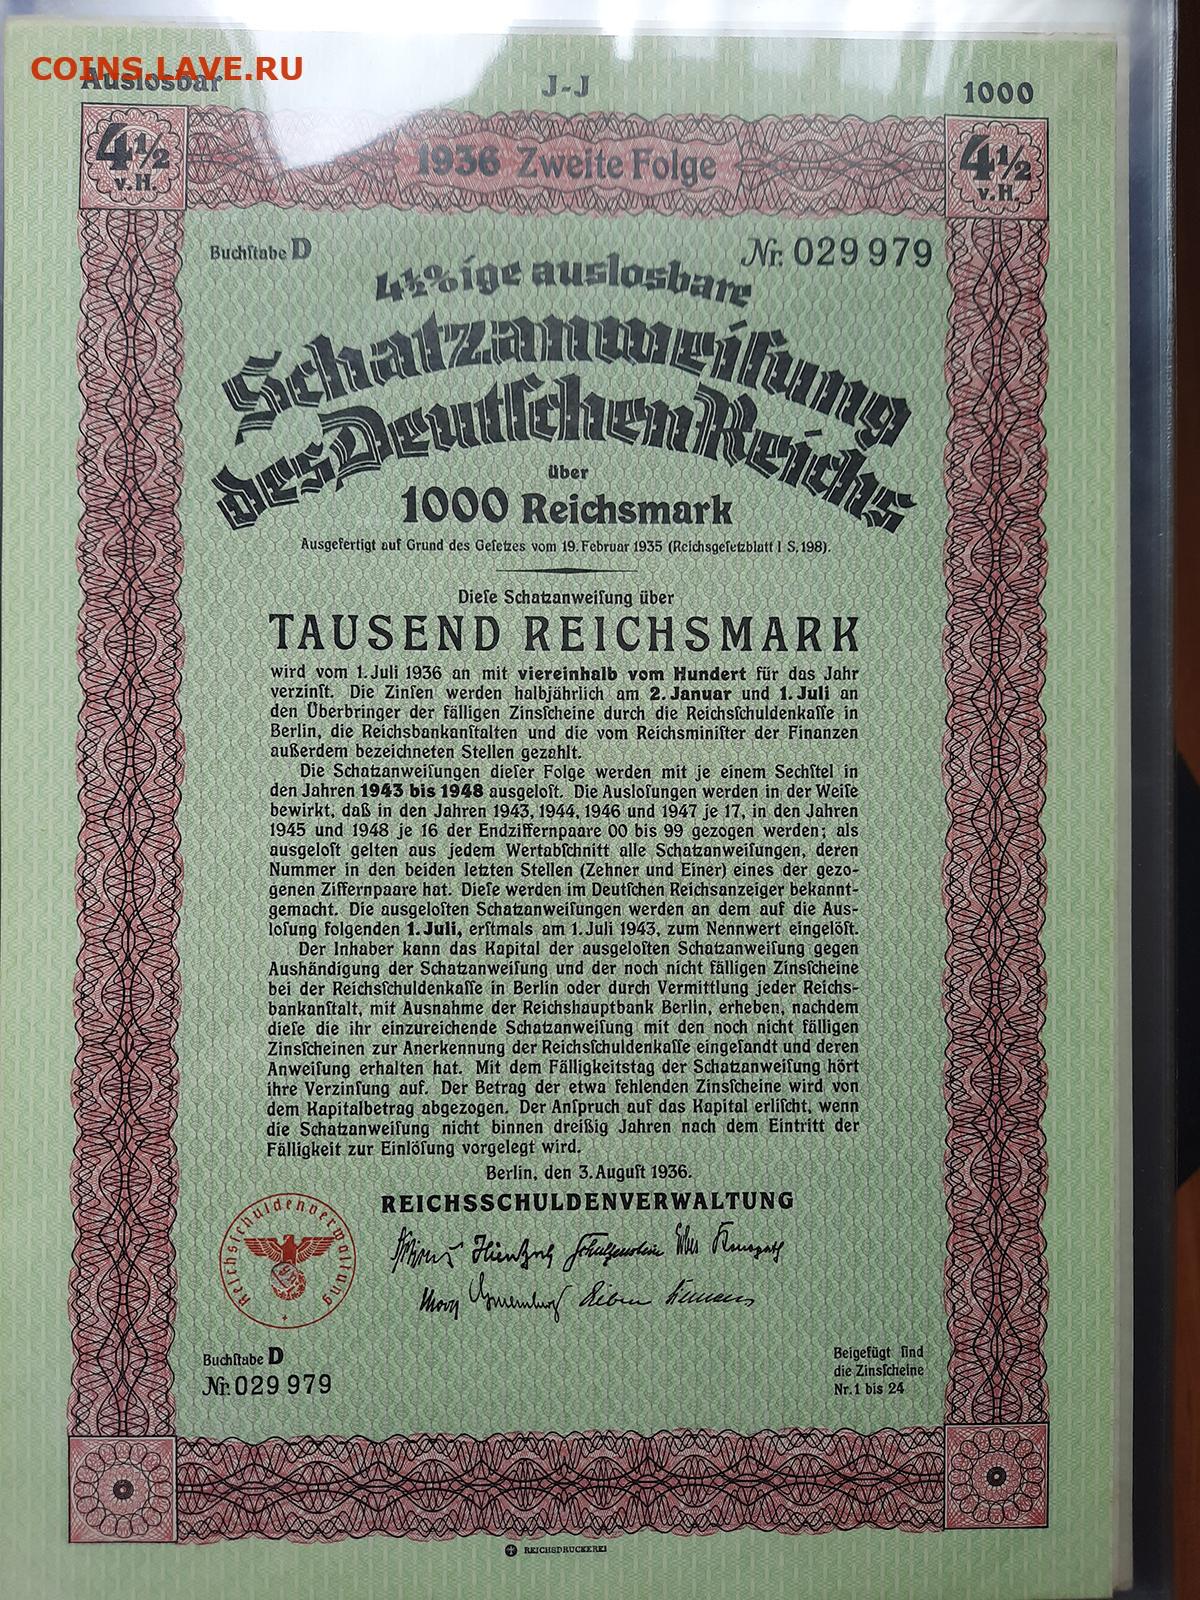 COINS.LAVE.RU
Auslosbar J-J 1000
4½ v.H.
1936 Zweite Folge
4½ v.H.
Buchſtabe D Nr. 029979
4½%ige auslosbare
Schatzanweiſung
des Deutſchen Reichs
über
1000 Reichsmark
Ausgefertigt auf Grund des Geſetzes vom 19. Februar 1935 (Reichsgeſetzblatt I S. 198).
Dieſe Schatzanweiſung über
TAUSEND REICHSMARK
wird vom 1. Juli 1936 an mit viereinhalb vom Hundert für das Jahr
verzinſt. Die Zinſen werden halbjährlich am 2. Januar und 1. Juli an
den Überbringer der fälligen Zinsſcheine durch die Reichsſchuldenkaſſe in
Berlin, die Reichsbankanſtalten und die vom Reichsminiſter der Finanzen
außerdem bezeichneten Stellen gezahlt.
Die Schatzanweiſungen dieſer Folge werden mit je einem Sechſtel in
den Jahren 1943 bis 1948 ausgeloſt. Die Ausloſungen werden in der Weiſe
bewirkt, daß in den Jahren 1943, 1944, 1946 und 1947 je 17, in den Jahren
1945 und 1948 je 16 der Endziffernpaare 00 bis 99 gezogen werden; als
ausgeloſt gelten aus jedem Wertabſchnitt alle Schatzanweiſungen, deren
Nummer in den beiden letzten Stellen (Zehner und Einer) eines der gezo-
genen Ziffernpaare hat. Dieſe werden im Deutſchen Reichsanzeiger bekannt-
gemacht. Die ausgeloſten Schatzanweiſungen werden an dem auf die Aus-
loſung folgenden 1. Juli, erſtmals am 1. Juli 1943, zum Nennwert eingelöſt.
Der Inhaber kann das Kapital der ausgeloſten Schatzanweiſung gegen
Aushändigung der Schatzanweiſung und der noch nicht fälligen Zinsſcheine
bei der Reichsſchuldenkaſſe in Berlin oder durch Vermittlung jeder Reichs-
bankanſtalt, mit Ausnahme der Reichshauptbank Berlin, erheben, nachdem
dieſe die ihr einzureichende Schatzanweiſung mit den noch nicht fälligen
Zinsſcheinen zur Anerkennung der Reichsſchuldenkaſſe eingeſandt und deren
Anweiſung erhalten hat. Mit dem Fälligkeitstag der Schatzanweiſung hört
ihre Verzinſung auf. Der Betrag der etwa fehlenden Zinsſcheine wird von
dem Kapitalbetrag abgezogen. Der Anſpruch auf das Kapital erliſcht, wenn
die Schatzanweiſung nicht binnen dreißig Jahren nach dem Eintritt der
Fälligkeit zur Einlöſung vorgelegt wird.
Berlin, den 3. Auguſt 1936.
REICHSSCHULDENVERWALTUNG
Reichsſchuldenverwaltung
Buchſtabe D
Nr. 029979
Beigefügt ſind
die Zinsſcheine
Nr. 1 bis 24
REICHSDRUCKEREI